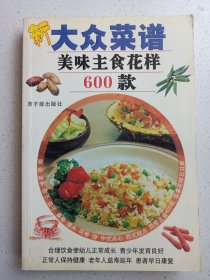 新大众菜谱
美味主食花样
600款
原子能出版社
合理饮食使幼儿正常成长 青少年发育良好
正常人保持健康 老年人益寿延年 患者早日康复